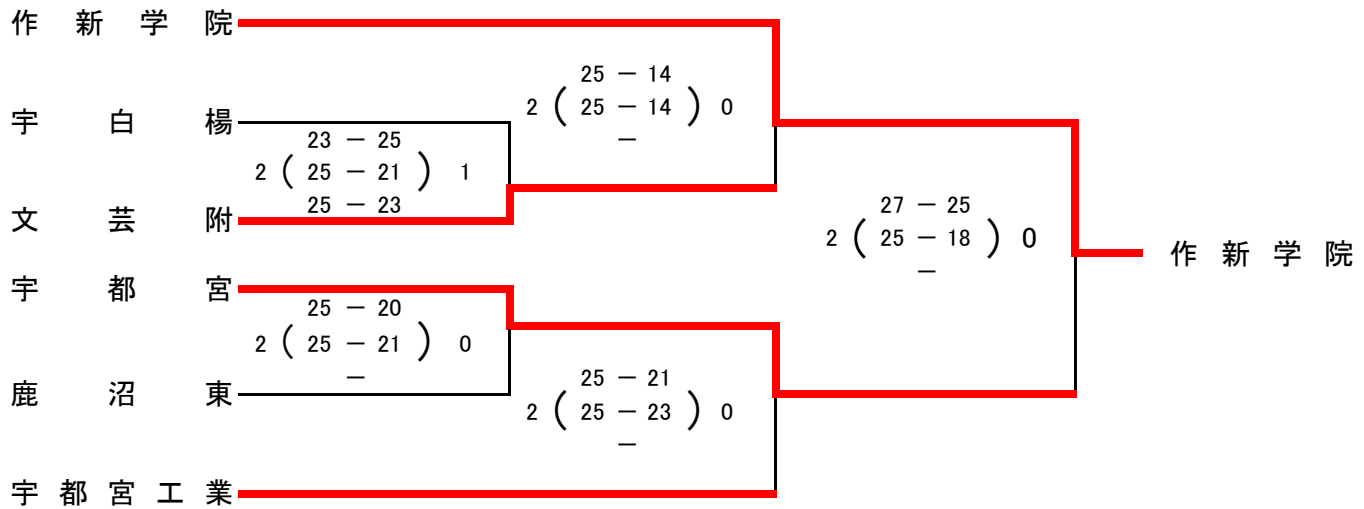 作新学院
25 － 14
2 ( 25 － 14 ) 0
－
宇白楊
23 － 25
2 ( 25 － 21 ) 1
25 － 23
文芸附
27 － 25
2 ( 25 － 18 ) 0
－
作新学院
宇都宮
25 － 20
2 ( 25 － 21 ) 0
－
鹿沼東
25 － 21
2 ( 25 － 23 ) 0
－
宇都宮工業